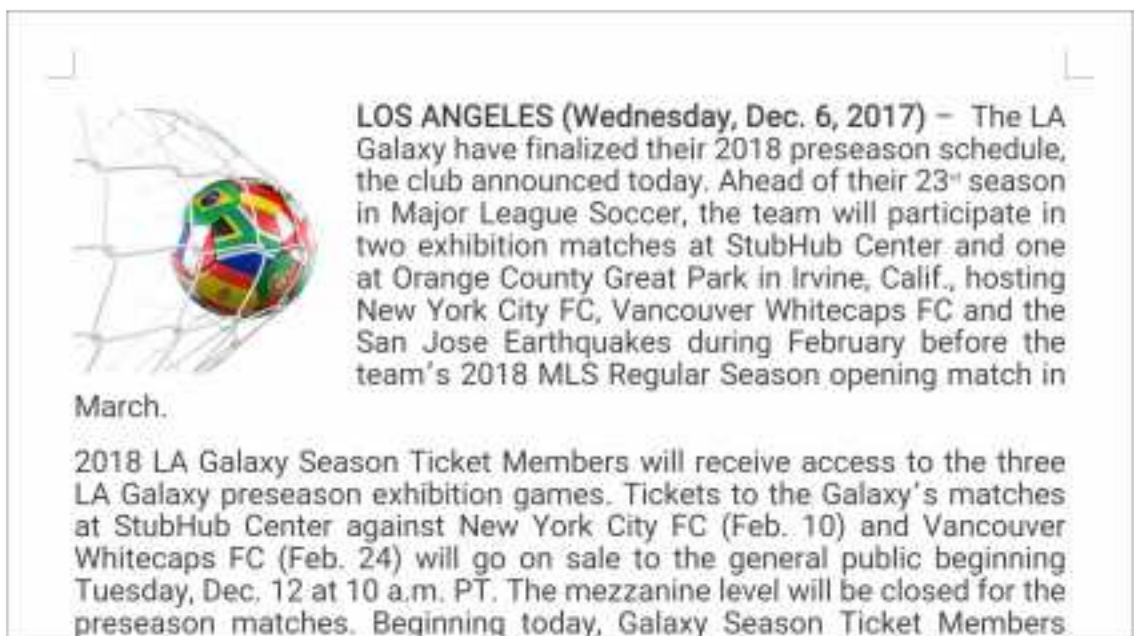 LOS ANGELES (Wednesday, Dec. 6, 2017) – The LA
Galaxy have finalized their 2018 preseason schedule,
the club announced today. Ahead of their 23rd season
in Major League Soccer, the team will participate in
two exhibition matches at StubHub Center and one
at Orange County Great Park in Irvine, Calif., hosting
New York City FC, Vancouver Whitecaps FC and the
San Jose Earthquakes during February before the
team's 2018 MLS Regular Season opening match in
March.
2018 LA Galaxy Season Ticket Members will receive access to the three
LA Galaxy preseason exhibition games. Tickets to the Galaxy's matches
at StubHub Center against New York City FC (Feb. 10) and Vancouver
Whitecaps FC (Feb. 24) will go on sale to the general public beginning
Tuesday, Dec. 12 at 10 a.m. PT. The mezzanine level will be closed for the
preseason matches. Beginning today, Galaxy Season Ticket Members